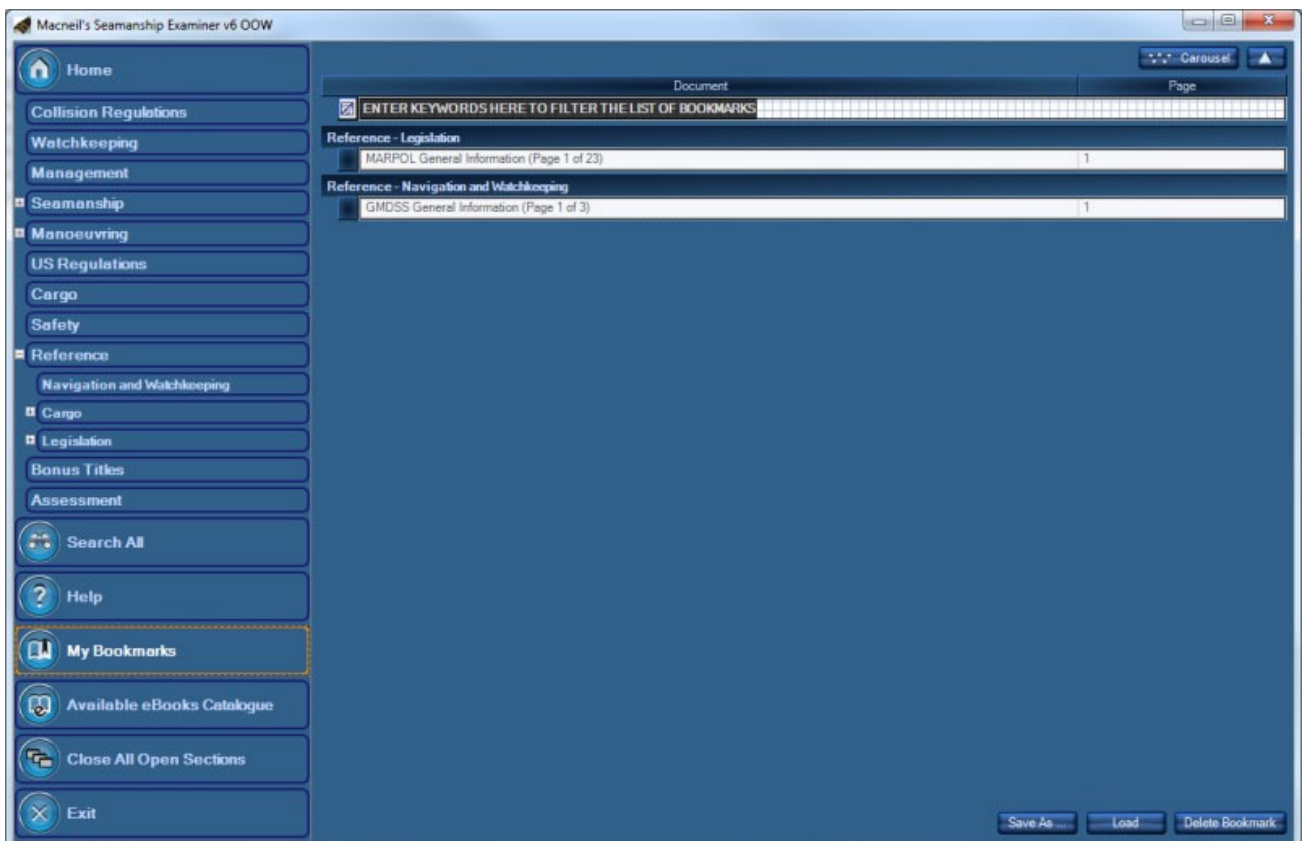 Macneil's Seamanship Examiner v6 OOW
Home
Collision Regulations
Watchkeeping
Management
Seamanship
Manoeuvring
US Regulations
Cargo
Safety
Reference
Navigation and Watchkeeping
Cargo
Legislation
Bonus Titles
Assessment
Search All
Help
My Bookmarks
Available eBooks Catalogue
Close All Open Sections
Exit
Carousel
Document Page
ENTER KEYWORDS HERE TO FILTER THE LIST OF BOOKMARKS
Reference - Legislation
MARPOL General Information (Page 1 of 23) 1
Reference - Navigation and Watchkeeping
GMDSS General Information (Page 1 of 3) 1
Save As ... Load Delete Bookmark